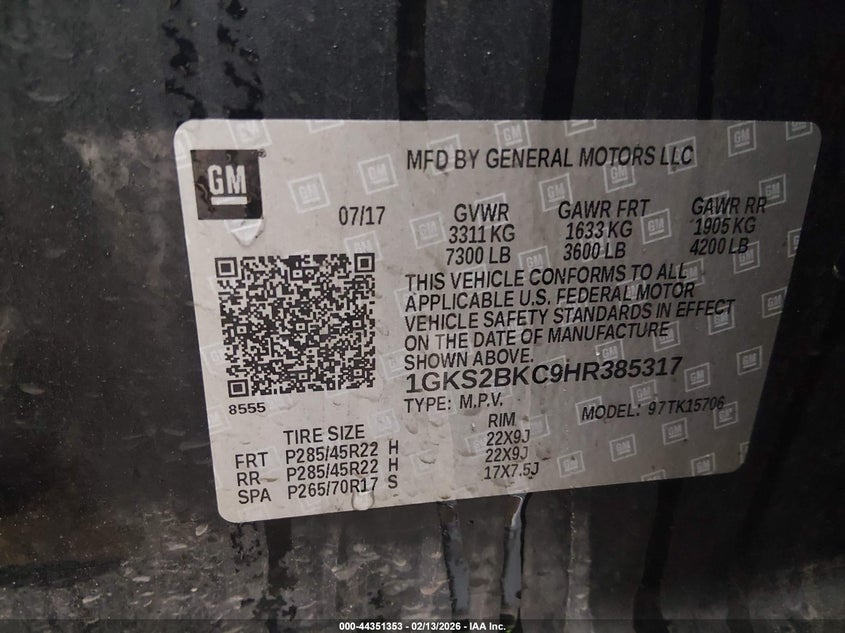 GM
MFD BY GENERAL MOTORS LLC
07/17
GVWR GAWR FRT GAWR RR
3311 KG 1633 KG 1905 KG
7300 LB 3600 LB 4200 LB
THIS VEHICLE CONFORMS TO ALL
APPLICABLE U.S. FEDERAL MOTOR
VEHICLE SAFETY STANDARDS IN EFFECT
ON THE DATE OF MANUFACTURE
SHOWN ABOVE.
1GKS2BKC9HR385317
8555
TYPE: M.P.V. MODEL: 97TK15706
TIRE SIZE RIM
FRT P285/45R22 H 22X9J
RR P285/45R22 H 22X9J
SPA P265/70R17 S 17X7.5J
000-44351353 - 02/13/2026 - IAA Inc.